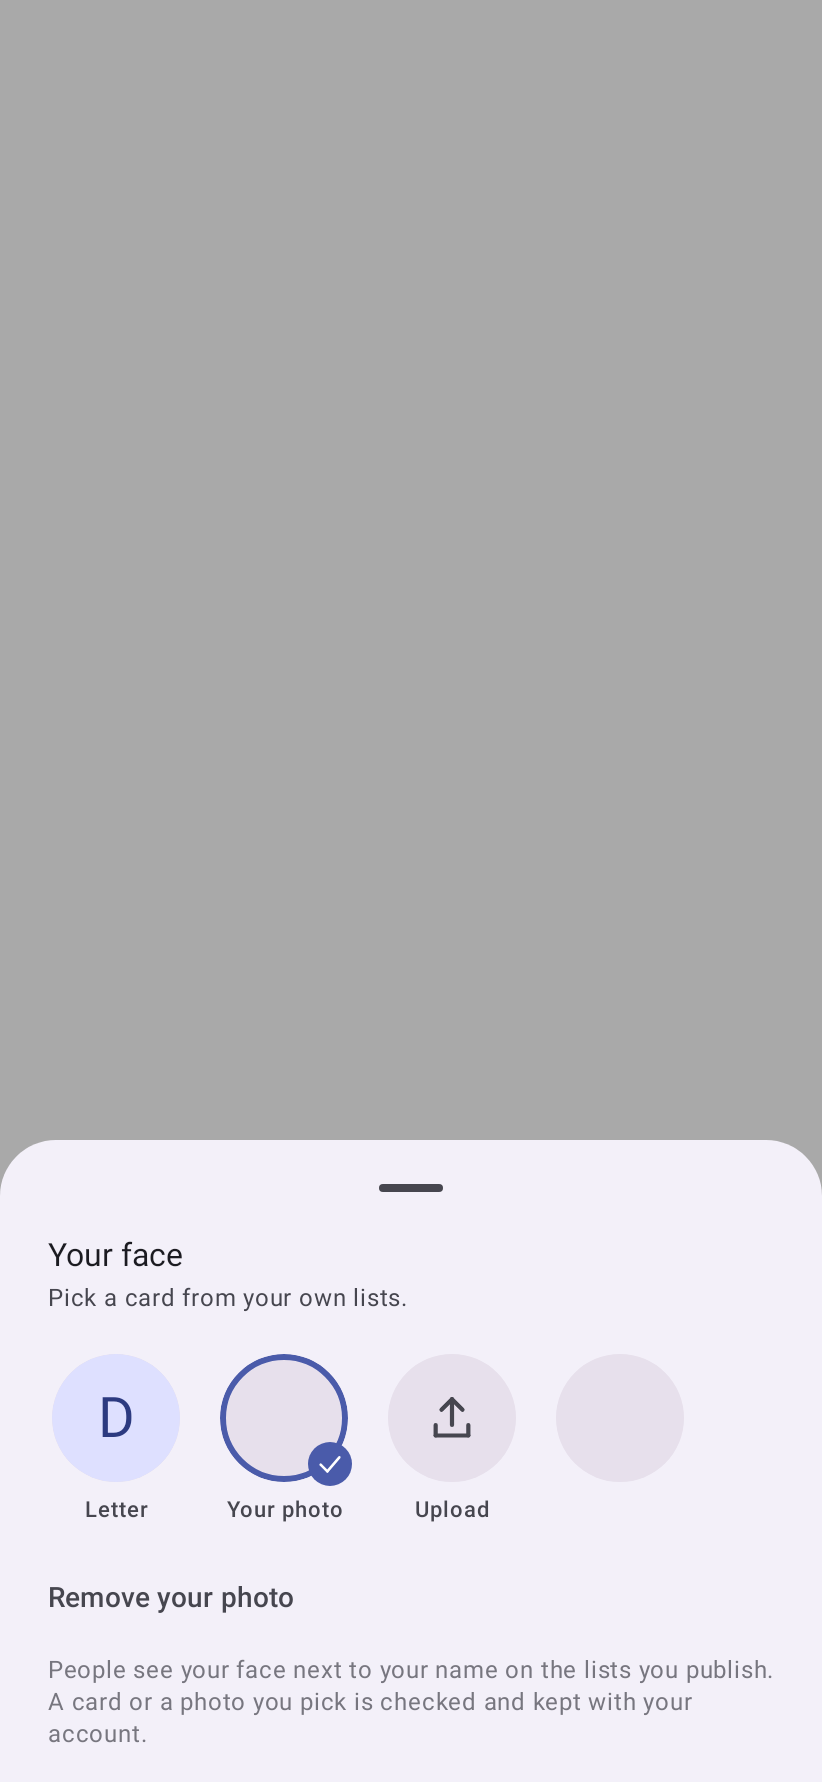 Your face
Pick a card from your own lists.
D
Letter
Your photo
Upload
Remove your photo
People see your face next to your name on the lists you publish.
A card or a photo you pick is checked and kept with your
account.